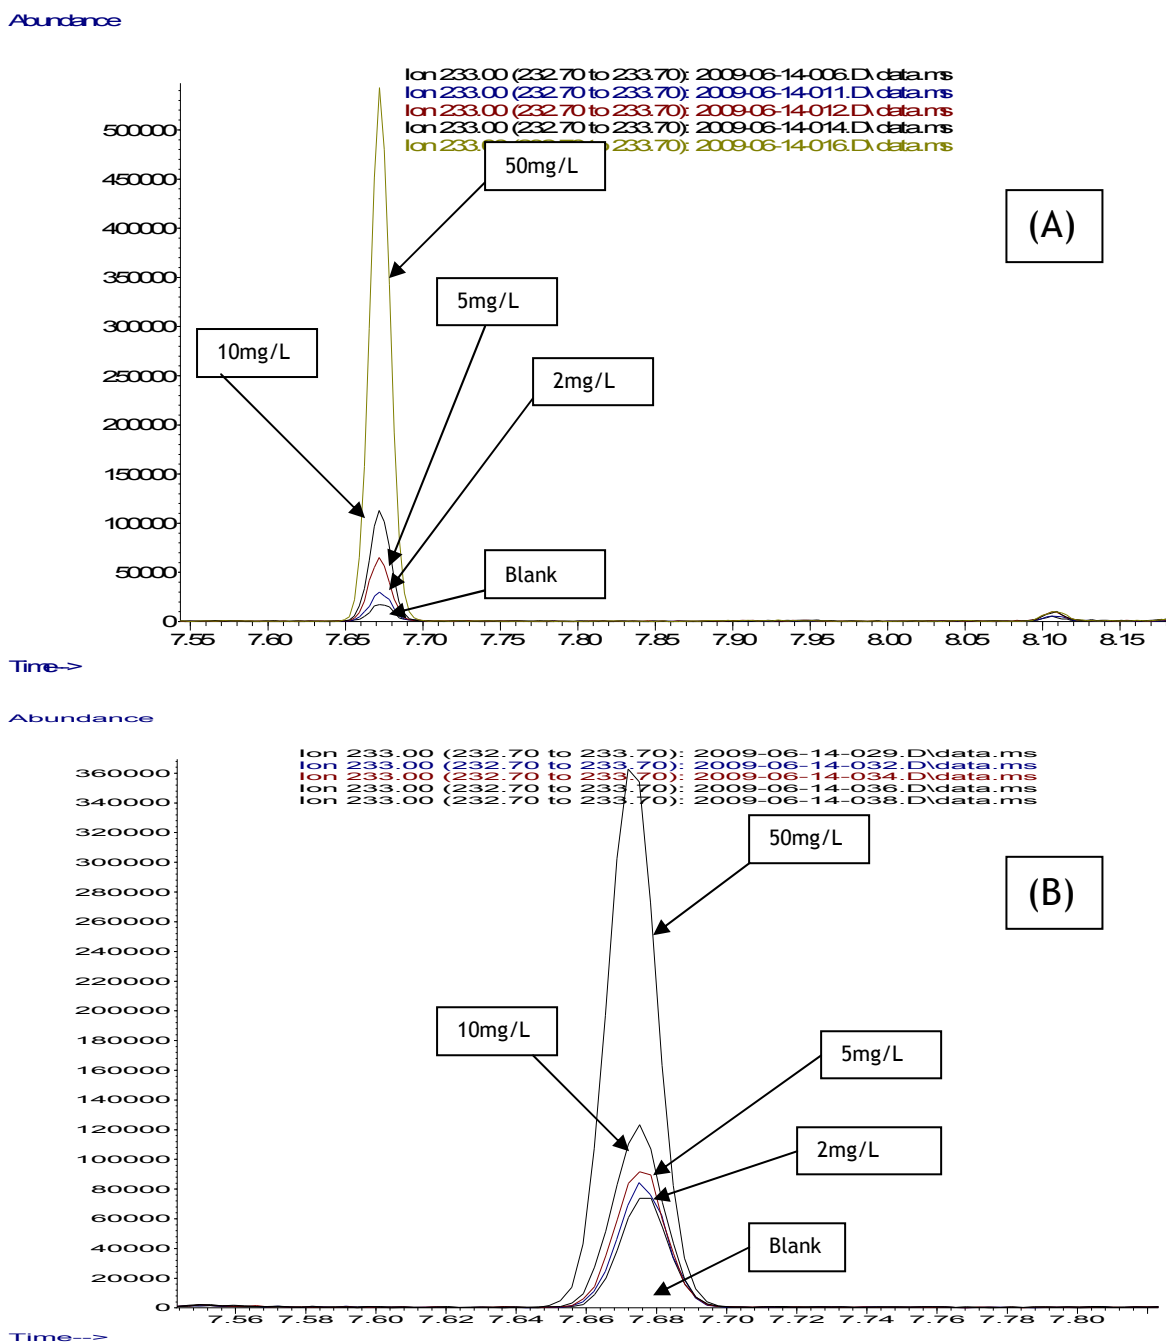 Abundance
Ion 233.00 (232.70 to 233.70): 2009-06-14-006.D\data.ms
Ion 233.00 (232.70 to 233.70): 2009-06-14-011.D\data.ms
Ion 233.00 (232.70 to 233.70): 2009-06-14-012.D\data.ms
Ion 233.00 (232.70 to 233.70): 2009-06-14-014.D\data.ms
Ion 233. 233.70): 2009-06-14-016.D\data.ms
500000
450000
400000
350000
300000
250000
200000
150000
100000
50000
0
50mg/L
(A)
5mg/L
10mg/L
2mg/L
Blank
7.55 7.60 7.65 7.70 7.75 7.80 7.85 7.90 7.95 8.00 8.05 8.10 8.15
Time-->
Abundance
Ion 233.00 (232.70 to 233.70): 2009-06-14-029.D\data.ms
Ion 233.00 (232.70 to 233.70): 2009-06-14-032.D\data.ms
Ion 233.00 (232.70 to 233.70): 2009-06-14-034.D\data.ms
Ion 233.00 (232.70 to 233.70): 2009-06-14-036.D\data.ms
Ion 233.00 (232.70 to 233.70): 2009-06-14-038.D\data.ms
360000
340000
320000
300000
280000
260000
240000
220000
200000
180000
160000
140000
120000
100000
80000
60000
40000
20000
0
50mg/L
(B)
10mg/L
5mg/L
2mg/L
Blank
7.56 7.58 7.60 7.62 7.64 7.66 7.68 7.70 7.72 7.74 7.76 7.78 7.80
Time-->